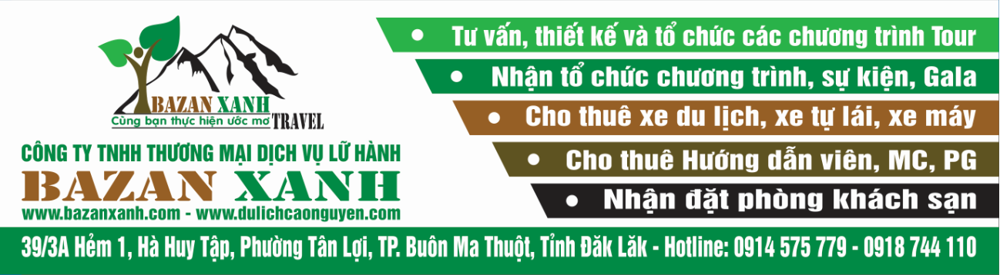 BAZAN XANH
Cùng bạn thực hiện ước mơ TRAVEL
CÔNG TY TNHH THƯƠNG MẠI DỊCH VỤ LỮ HÀNH
BAZAN XANH
www.bazanxanh.com - www.dulichcaonguyen.com
• Tư vấn, thiết kế và tổ chức các chương trình Tour
• Nhận tổ chức chương trình, sự kiện, Gala
• Cho thuê xe du lịch, xe tự lái, xe máy
• Cho thuê Hướng dẫn viên, MC, PG
• Nhận đặt phòng khách sạn
39/3A Hẻm 1, Hà Huy Tập, Phường Tân Lợi, TP. Buôn Ma Thuột, Tỉnh Đăk Lăk - Hotline: 0914 575 779 - 0918 744 110